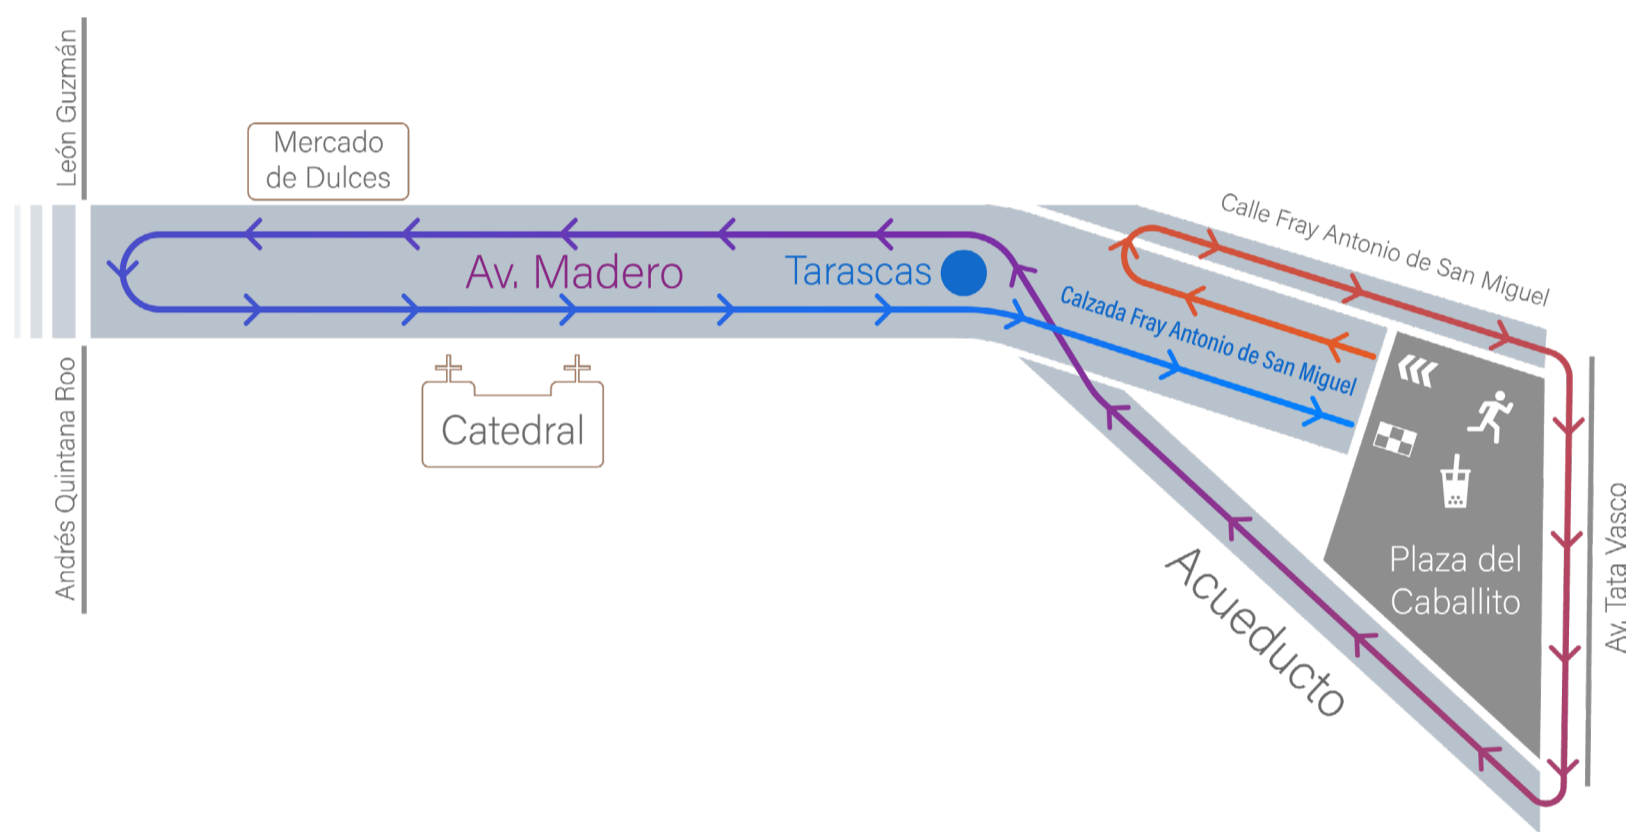 León Guzmán
Mercado
de Dulces
Calle Fray Antonio de San Miguel
Av. Madero
Tarascas
Calzada Fray Antonio de San Miguel
Andrés Quintana Roo
Catedral
Plaza del
Caballito
Acueducto
Av. Tata Vasco